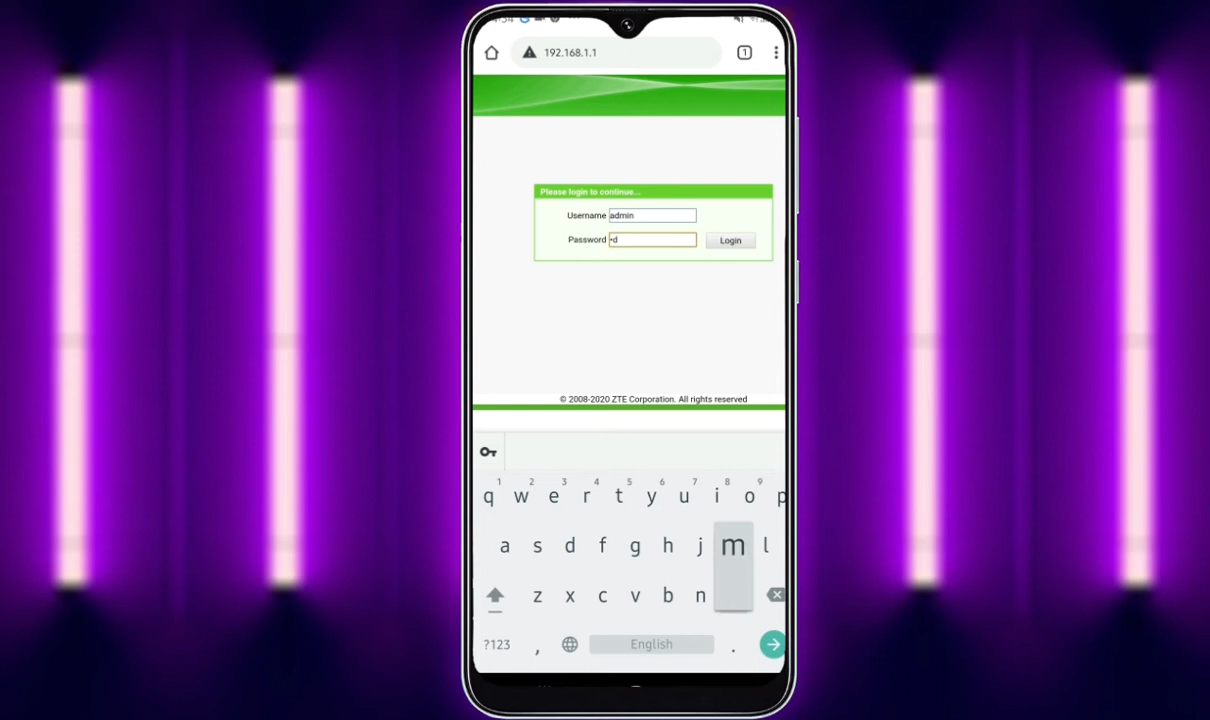 192.168.1.1
1
Please login to continue...
Username admin
Password •d
Login
© 2008-2020 ZTE Corporation. All rights reserved
1 2 3 4 5 6 7 8 9
q w e r t y u i o p
a s d f g h j m l
z x c v b n
?123 , English .